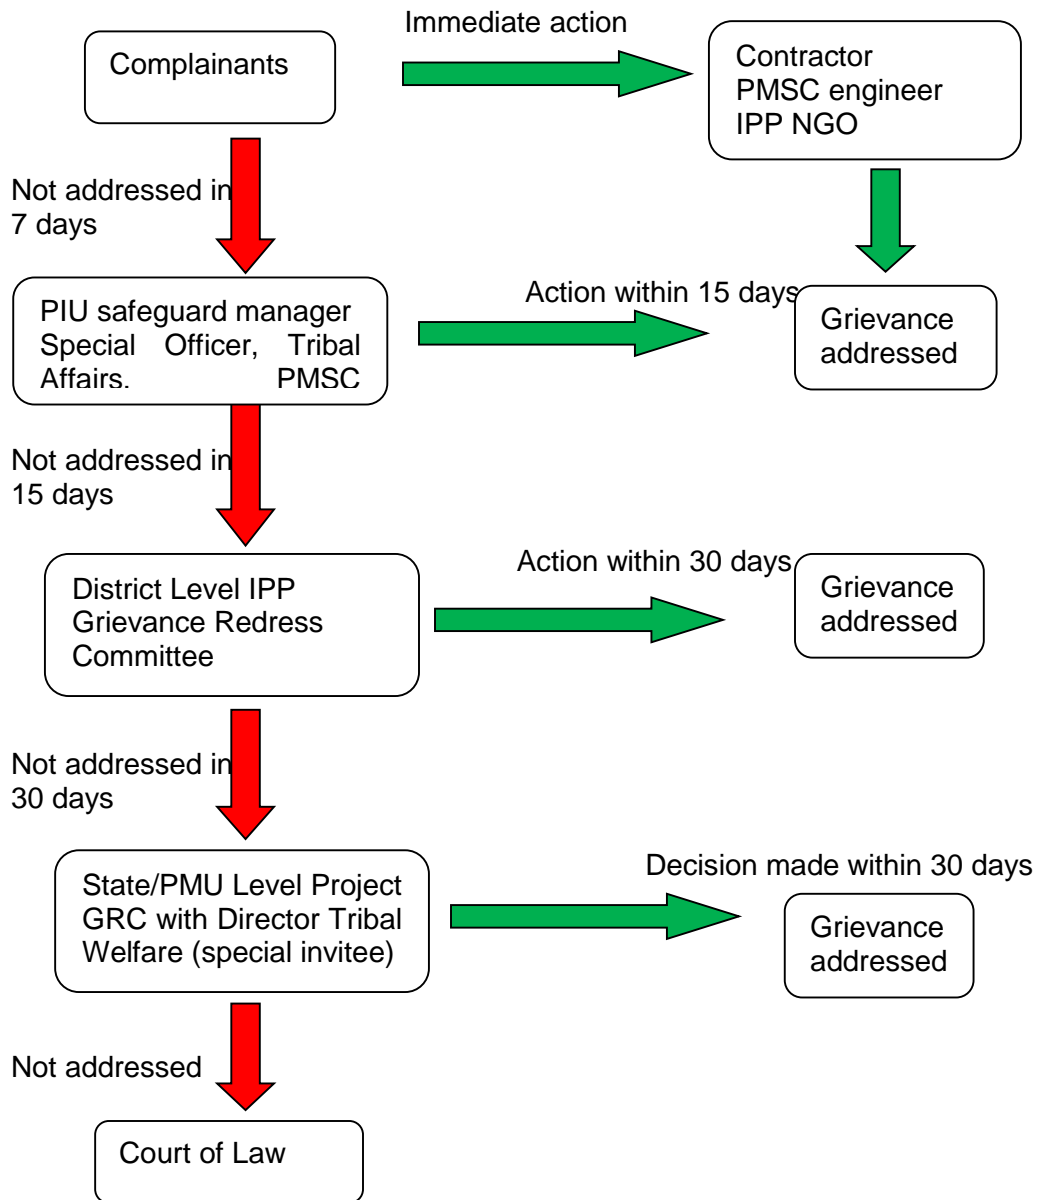 Immediate action
Complainants
Contractor
PMSC engineer
IPP NGO
Not addressed in
7 days
PIU safeguard manager
Special Officer, Tribal
Affairs. PMSC
Action within 15 days
Grievance
addressed
Not addressed in
15 days
District Level IPP
Grievance Redress
Committee
Action within 30 days
Grievance
addressed
Not addressed in
30 days
State/PMU Level Project
GRC with Director Tribal
Welfare (special invitee)
Decision made within 30 days
Grievance
addressed
Not addressed
Court of Law